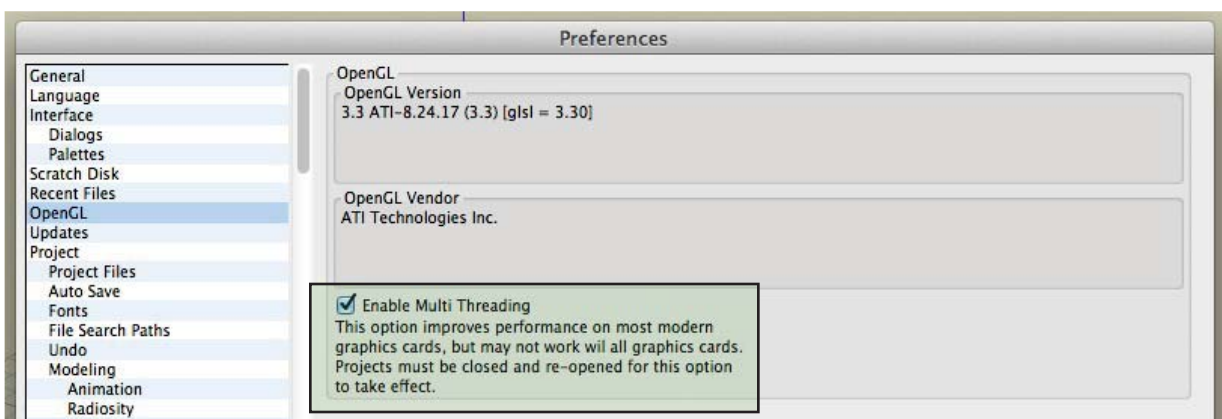 Preferences
General
Language
Interface
Dialogs
Palettes
Scratch Disk
Recent Files
OpenGL
Updates
Project
Project Files
Auto Save
Fonts
File Search Paths
Undo
Modeling
Animation
Radiosity
OpenGL
OpenGL Version
3.3 ATI-8.24.17 (3.3) [glsl = 3.30]
OpenGL Vendor
ATI Technologies Inc.
Enable Multi Threading
This option improves performance on most modern
graphics cards, but may not work wil all graphics cards.
Projects must be closed and re-opened for this option
to take effect.